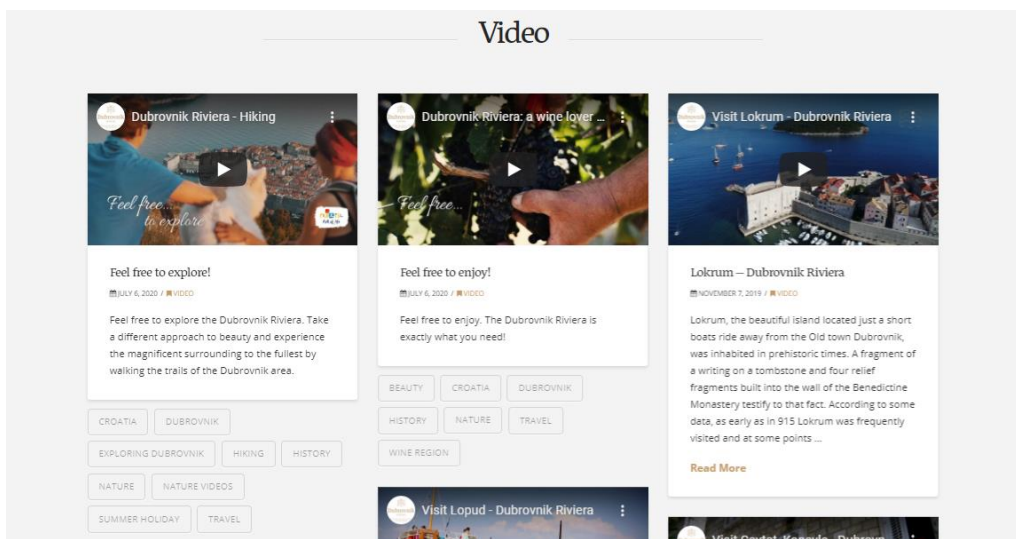 Video
Dubrovnik Riviera - Hiking
Feel free...
to explore
Feel free to explore!
JULY 6, 2020 / VIDEO
Feel free to explore the Dubrovnik Riviera. Take
a different approach to beauty and experience
the magnificent surrounding to the fullest by
walking the trails of the Dubrovnik area.
CROATIA DUBROVNIK
EXPLORING DUBROVNIK HIKING HISTORY
NATURE NATURE VIDEOS
SUMMER HOLIDAY TRAVEL
Dubrovnik Riviera: a wine lover ...
Feel free...
Feel free to enjoy!
JULY 6, 2020 / VIDEO
Feel free to enjoy. The Dubrovnik Riviera is
exactly what you need!
BEAUTY CROATIA DUBROVNIK
HISTORY NATURE TRAVEL
WINE REGION
Visit Lopud - Dubrovnik Riviera
Visit Lokrum - Dubrovnik Riviera
Lokrum – Dubrovnik Riviera
NOVEMBER 7, 2019 / VIDEO
Lokrum, the beautiful island located just a short
boats ride away from the Old town Dubrovnik,
was inhabited in prehistoric times. A fragment of
a writing on a tombstone and four relief
fragments built into the wall of the Benedictine
Monastery testify to that fact. According to some
data, as early as in 915 Lokrum was frequently
visited and at some points ...
Read More